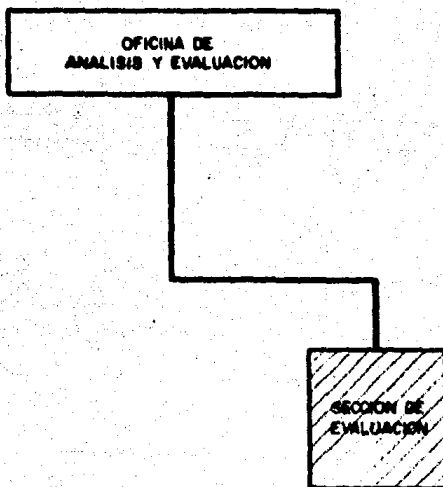 OFICINA DE
ANALISIS Y EVALUACION
SECCION DE
EVALUACION